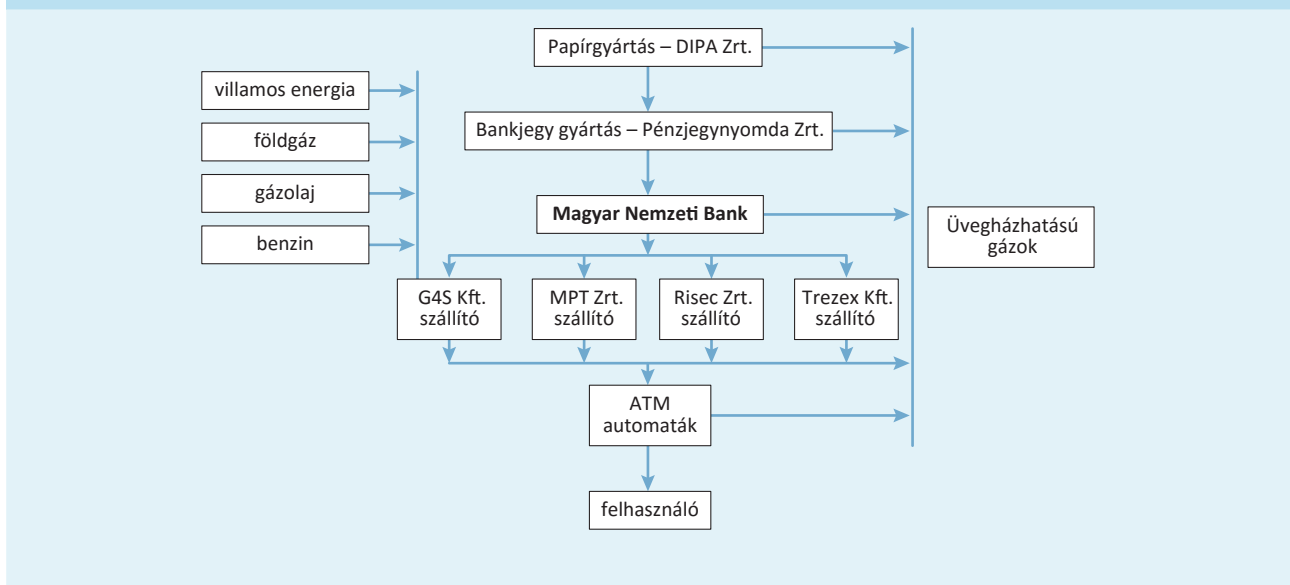 Papírgyártás – DIPA Zrt.
villamos energia
földgáz
gázolaj
benzin
Bankjegy gyártás – Pénzjegynyomda Zrt.
Magyar Nemzeti Bank
Üvegházhatású
gázok
G4S Kft.
szállító
MPT Zrt.
szállító
Risec Zrt.
szállító
Trezex Kft.
szállító
ATM
automaták
felhasználó